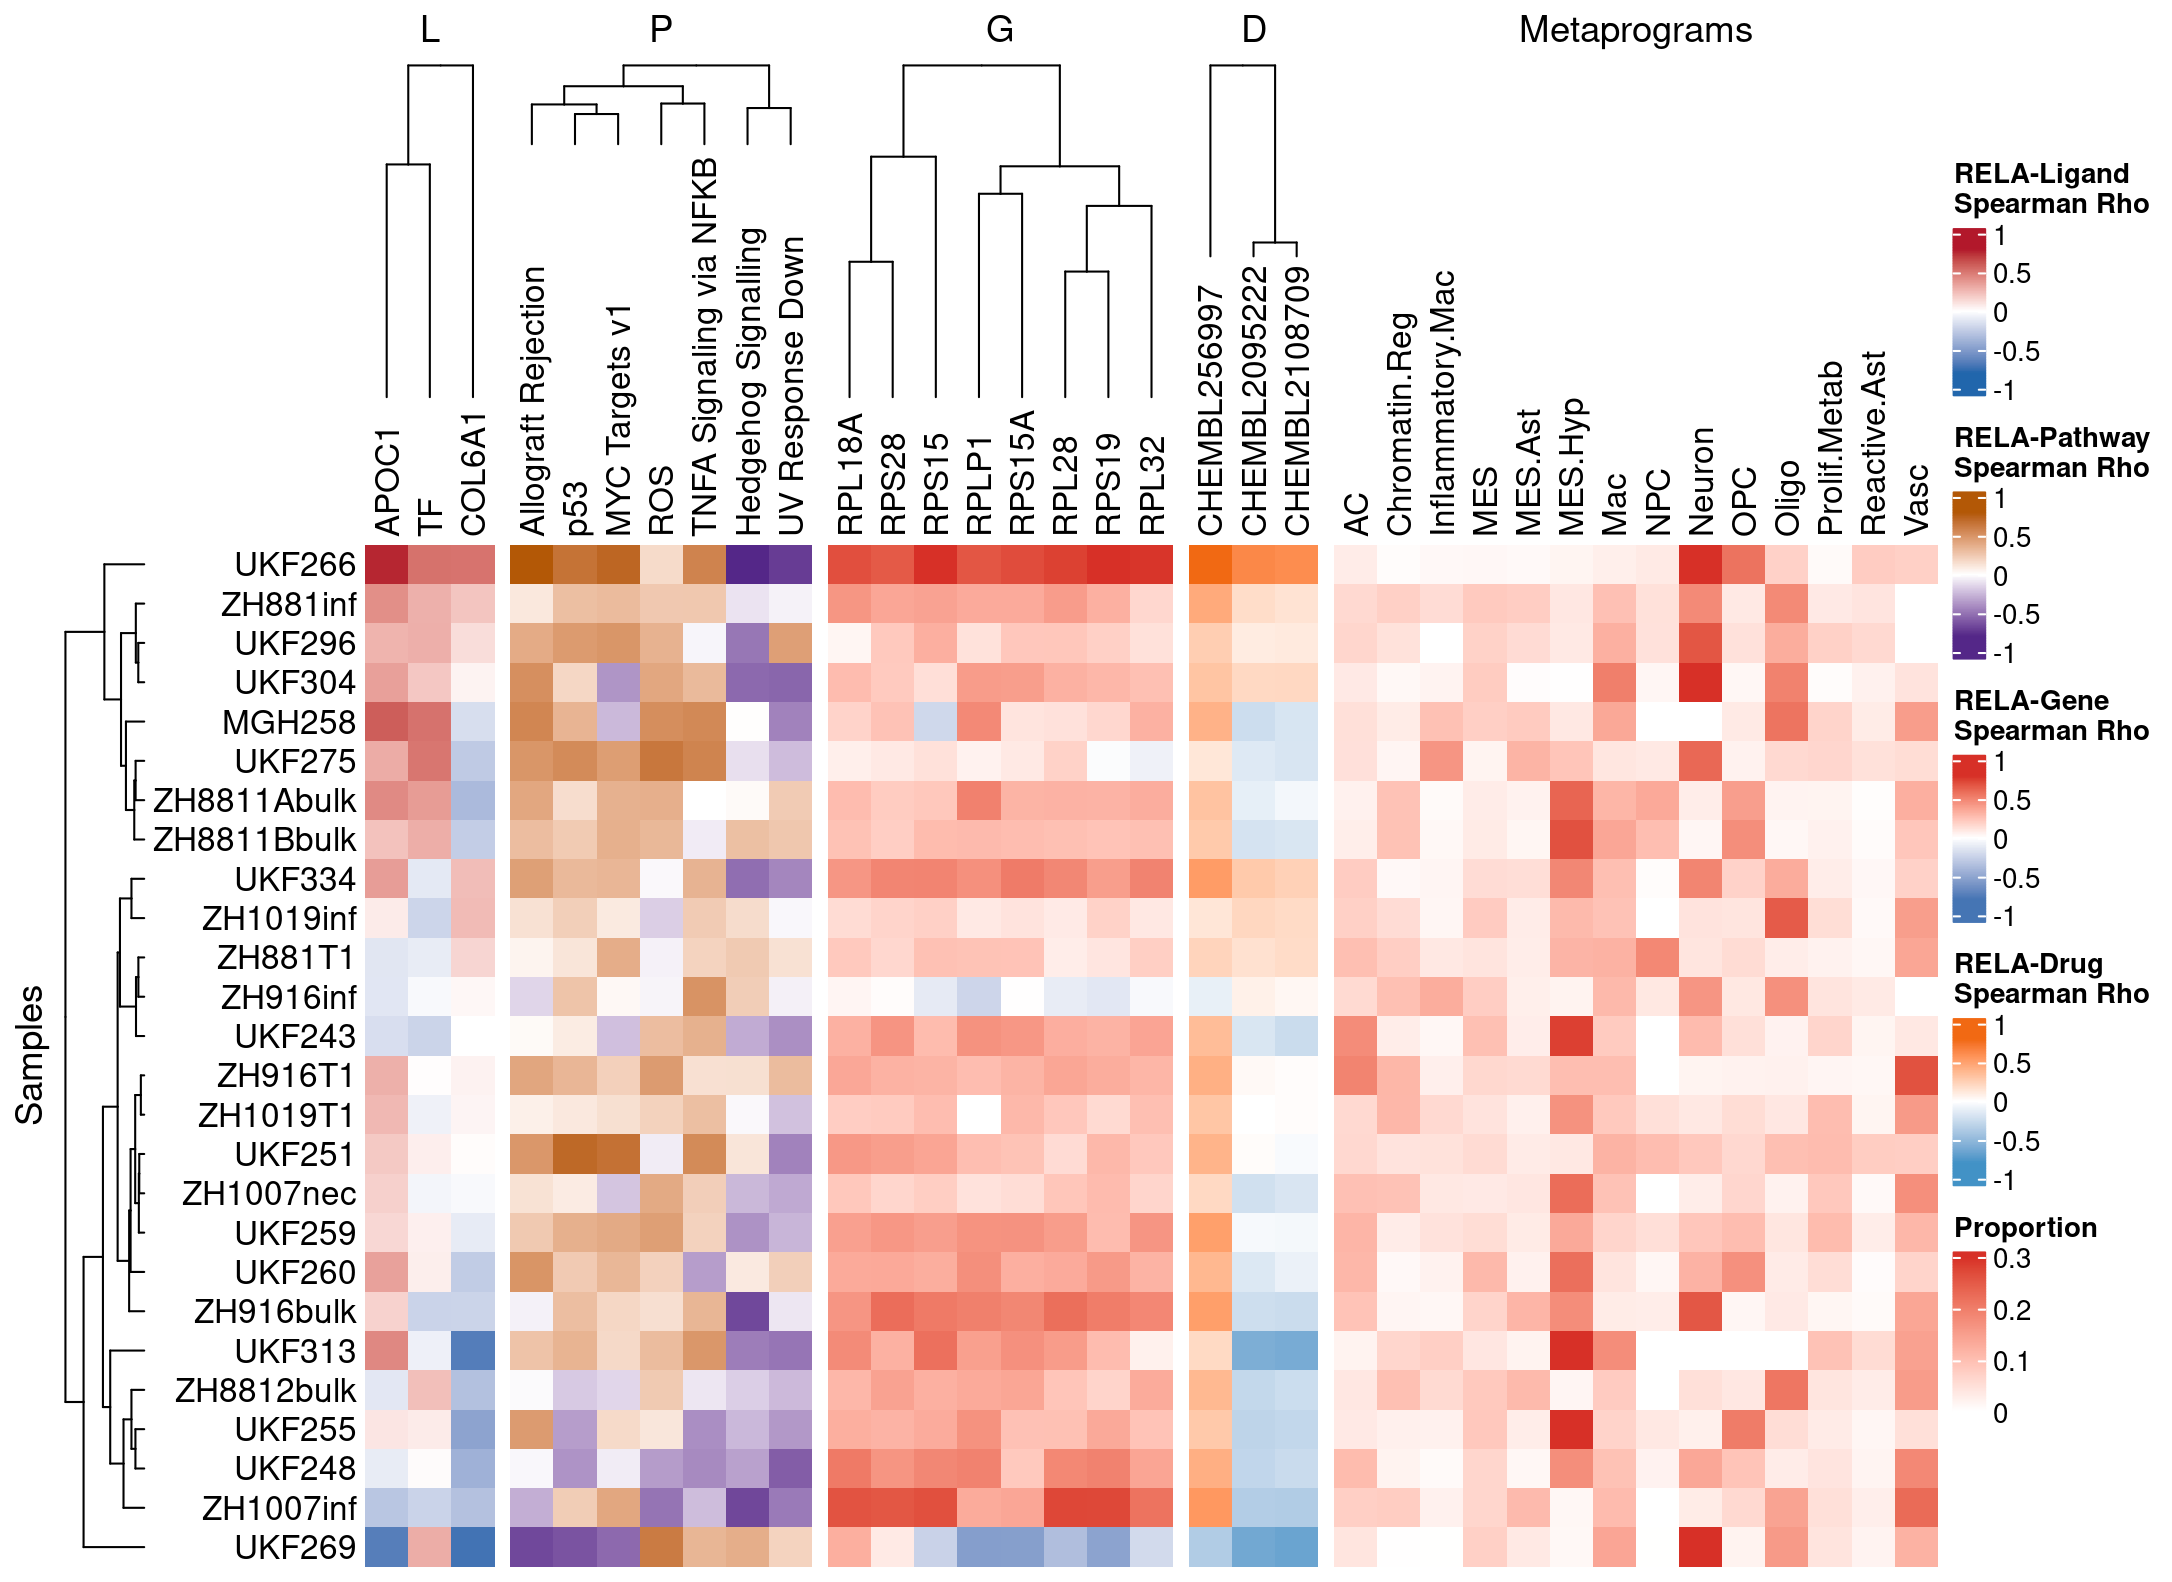 L P G D Metaprograms
APOC1
TF
COL6A1
Allograft Rejection
p53
MYC Targets v1
ROS
TNFA Signaling via NFKB
Hedgehog Signalling
UV Response Down
RPL18A
RPS28
RPS15
RPLP1
RPS15A
RPL28
RPS19
RPL32
CHEMBL256997
CHEMBL2095222
CHEMBL2108709
AC
Chromatin.Reg
Inflammatory.Mac
MES
MES.Ast
MES.Hyp
Mac
NPC
Neuron
OPC
Oligo
Prolif.Metab
Reactive.Ast
Vasc
Samples
UKF266
ZH881inf
UKF296
UKF304
MGH258
UKF275
ZH8811Abulk
ZH8811Bbulk
UKF334
ZH1019inf
ZH881T1
ZH916inf
UKF243
ZH916T1
ZH1019T1
UKF251
ZH1007nec
UKF259
UKF260
ZH916bulk
UKF313
ZH8812bulk
UKF255
UKF248
ZH1007inf
UKF269
RELA-Ligand
Spearman Rho
1
0.5
0
-0.5
-1
RELA-Pathway
Spearman Rho
1
0.5
0
-0.5
-1
RELA-Gene
Spearman Rho
1
0.5
0
-0.5
-1
RELA-Drug
Spearman Rho
1
0.5
0
-0.5
-1
Proportion
0.3
0.2
0.1
0